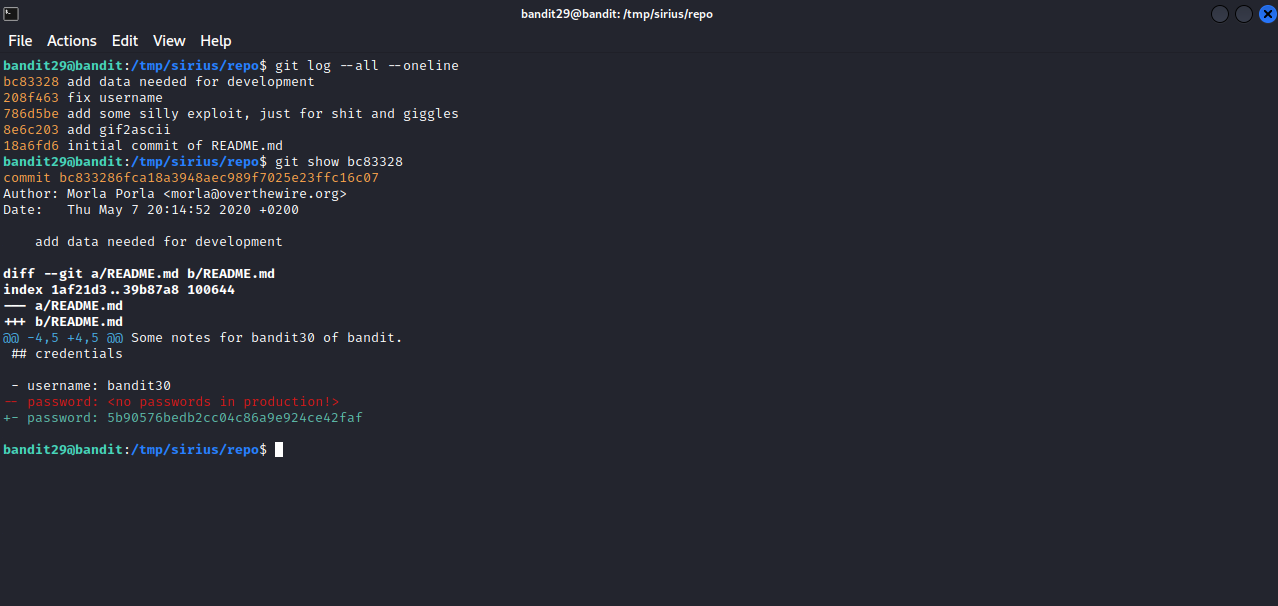 bandit29@bandit: /tmp/sirius/repo
File Actions Edit View Help
bandit29@bandit:/tmp/sirius/repo$ git log --all --oneline
bc83328 add data needed for development
208f463 fix username
786d5be add some silly exploit, just for shit and giggles
8e6c203 add gif2ascii
18a6fd6 initial commit of README.md
bandit29@bandit:/tmp/sirius/repo$ git show bc83328
commit bc833286fca18a3948aec989f7025e23ffc16c07
Author: Morla Porla <morla@overthewire.org>
Date:   Thu May 7 20:14:52 2020 +0200
    add data needed for development
diff --git a/README.md b/README.md
index 1af21d3..39b87a8 100644
--- a/README.md
+++ b/README.md
@@ -4,5 +4,5 @@ Some notes for bandit30 of bandit.
 ## credentials
 - username: bandit30
-- password: <no passwords in production!>
+- password: 5b90576bedb2cc04c86a9e924ce42faf
bandit29@bandit:/tmp/sirius/repo$